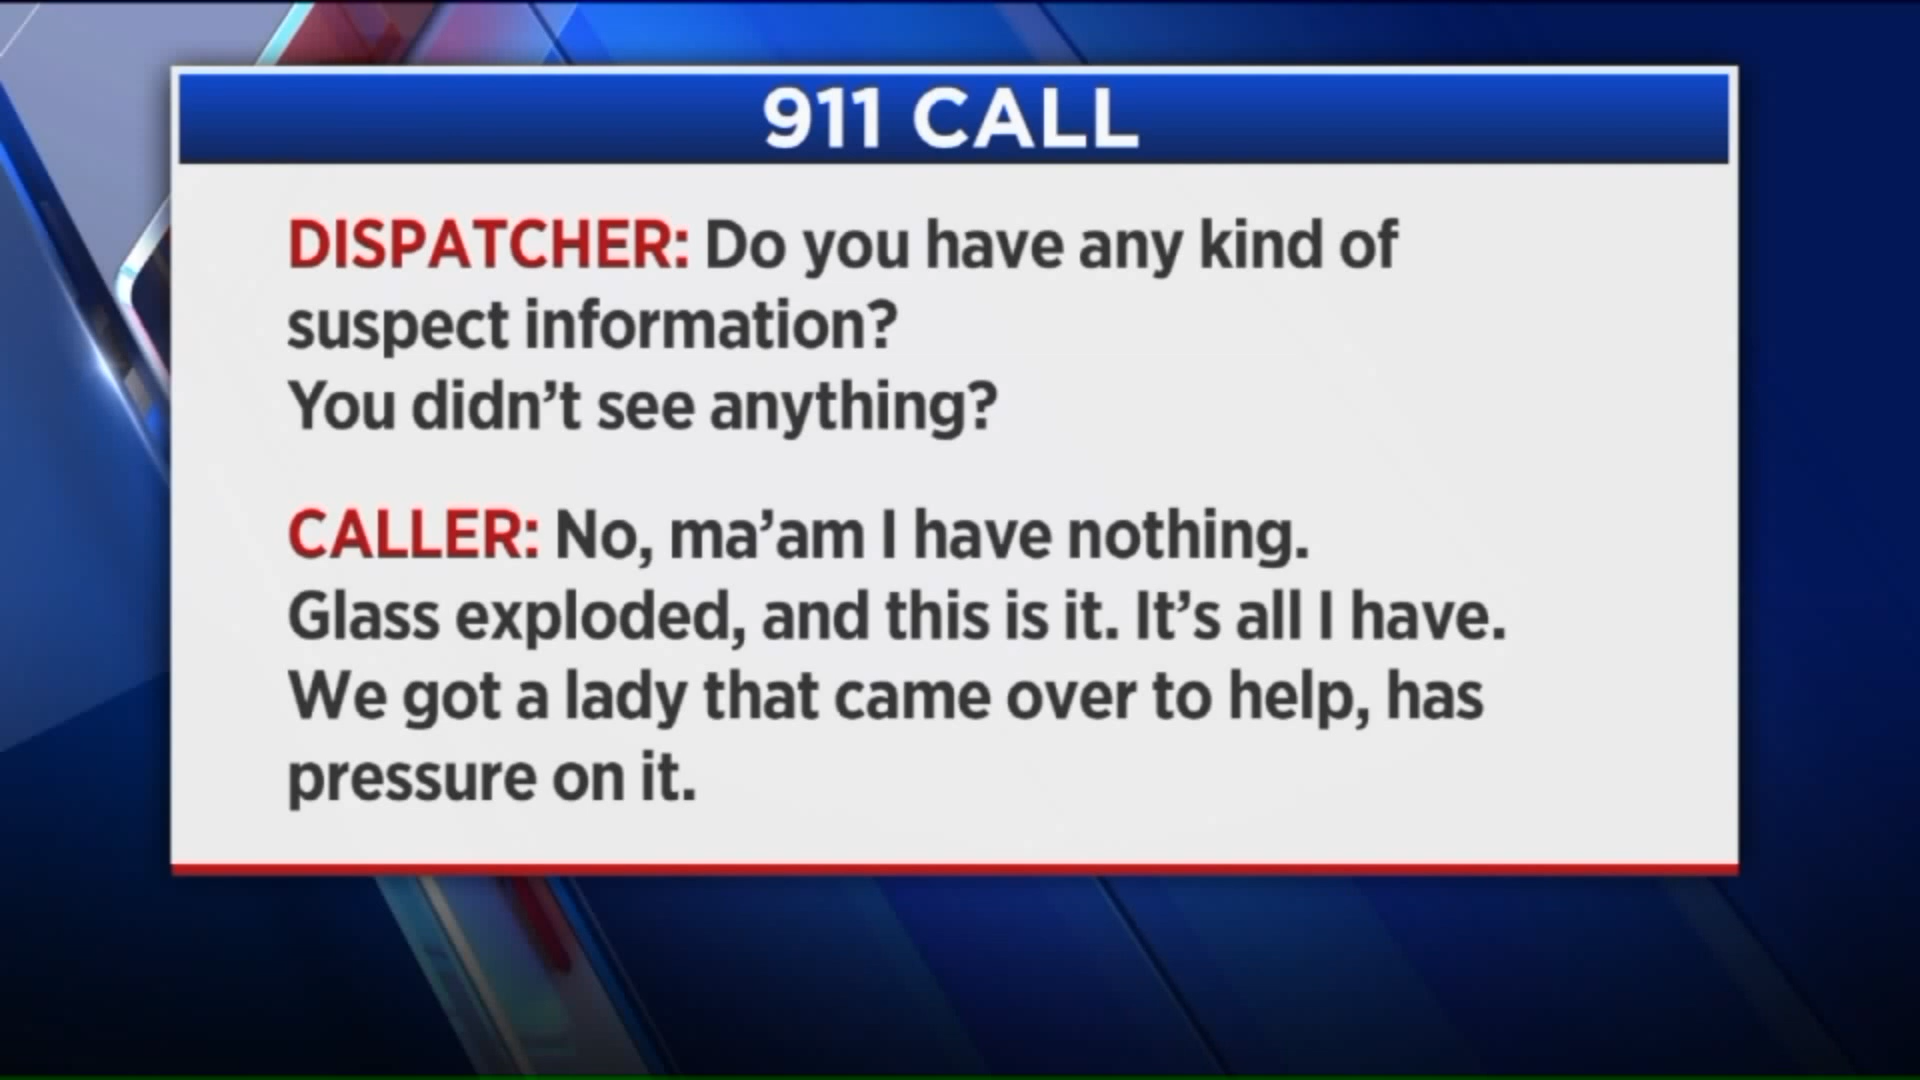 911 CALL
DISPATCHER: Do you have any kind of
suspect information?
You didn’t see anything?
CALLER: No, ma’am I have nothing.
Glass exploded, and this is it. It’s all I have.
We got a lady that came over to help, has
pressure on it.